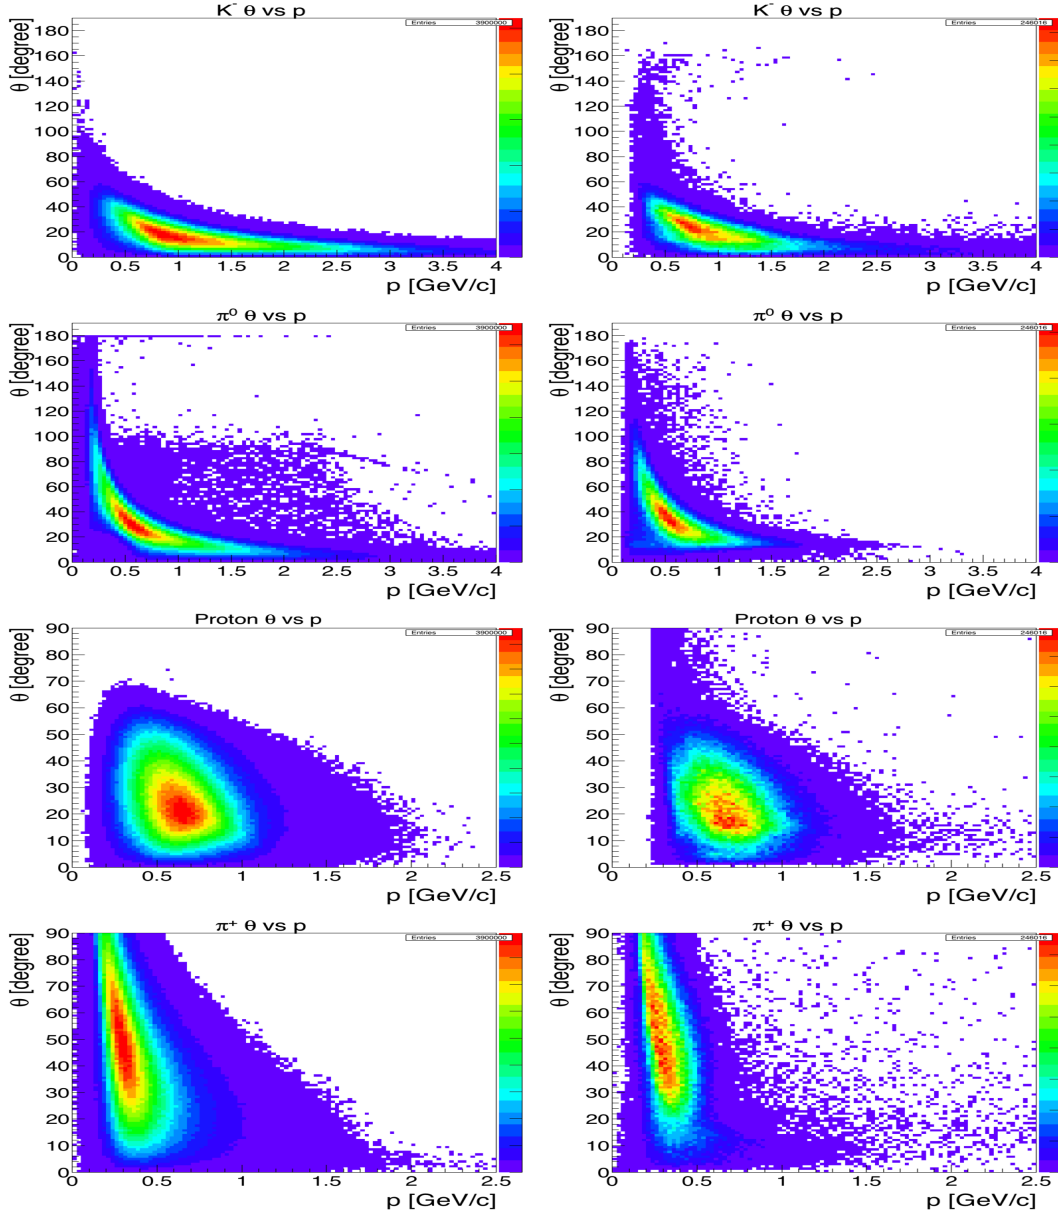 K⁻ θ vs p
Entries 3900000
θ [degree]
180
160
140
120
100
80
60
40
20
0
0 0.5 1 1.5 2 2.5 3 3.5 4
p [GeV/c]
K⁻ θ vs p
Entries 246016
θ [degree]
180
160
140
120
100
80
60
40
20
0
0 0.5 1 1.5 2 2.5 3 3.5 4
p [GeV/c]
π⁰ θ vs p
Entries 3900000
θ [degree]
180
160
140
120
100
80
60
40
20
0
0 0.5 1 1.5 2 2.5 3 3.5 4
p [GeV/c]
π⁰ θ vs p
Entries 246016
θ [degree]
180
160
140
120
100
80
60
40
20
0
0 0.5 1 1.5 2 2.5 3 3.5 4
p [GeV/c]
Proton θ vs p
Entries 3900000
θ [degree]
90
80
70
60
50
40
30
20
10
0
0 0.5 1 1.5 2 2.5
p [GeV/c]
Proton θ vs p
Entries 246016
θ [degree]
90
80
70
60
50
40
30
20
10
0
0 0.5 1 1.5 2 2.5
p [GeV/c]
π⁺ θ vs p
Entries 3900000
θ [degree]
90
80
70
60
50
40
30
20
10
0
0 0.5 1 1.5 2 2.5
p [GeV/c]
π⁺ θ vs p
Entries 246016
θ [degree]
90
80
70
60
50
40
30
20
10
0
0 0.5 1 1.5 2 2.5
p [GeV/c]